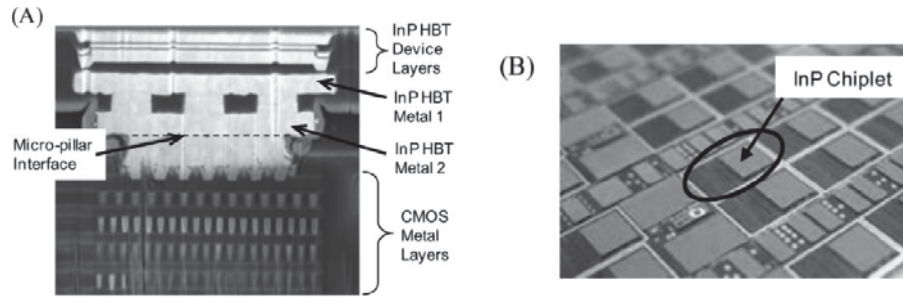 (A)
InP HBT
Device
Layers
InP HBT
Metal 1
Micro-pillar
Interface
InP HBT
Metal 2
CMOS
Metal
Layers
(B)
InP Chiplet